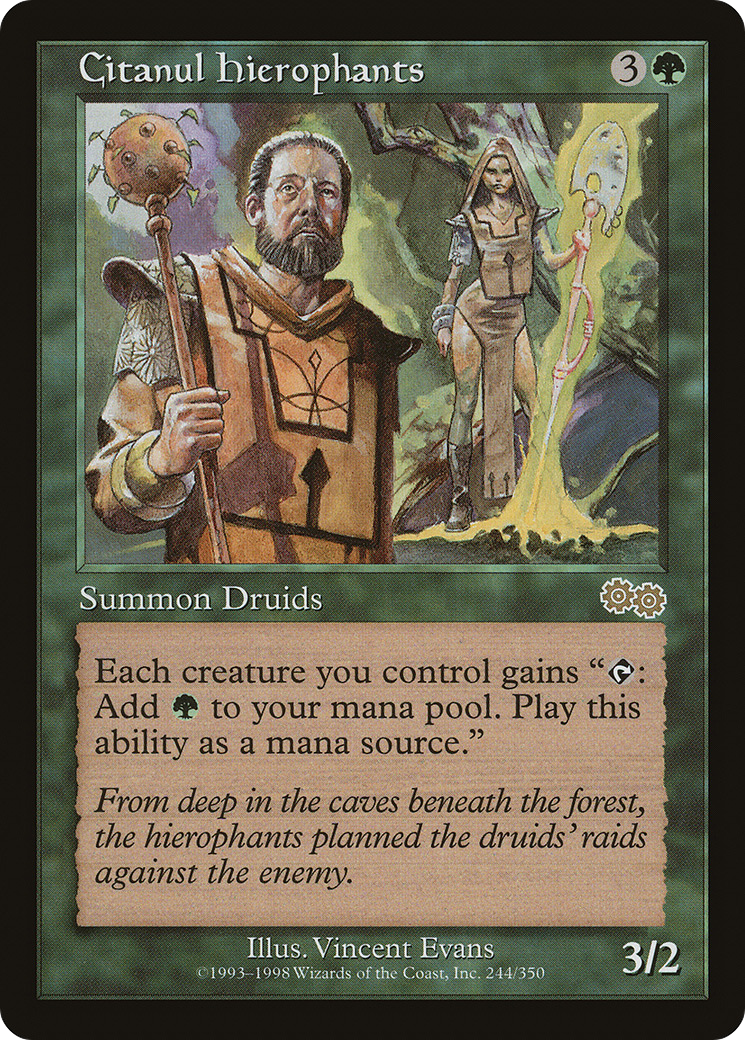 Citanul Hierophants
3
Summon Druids
Each creature you control gains “:
Add to your mana pool. Play this
ability as a mana source.”
From deep in the caves beneath the forest,
the hierophants planned the druids’ raids
against the enemy.
Illus. Vincent Evans
©1993–1998 Wizards of the Coast, Inc. 244/350
3/2